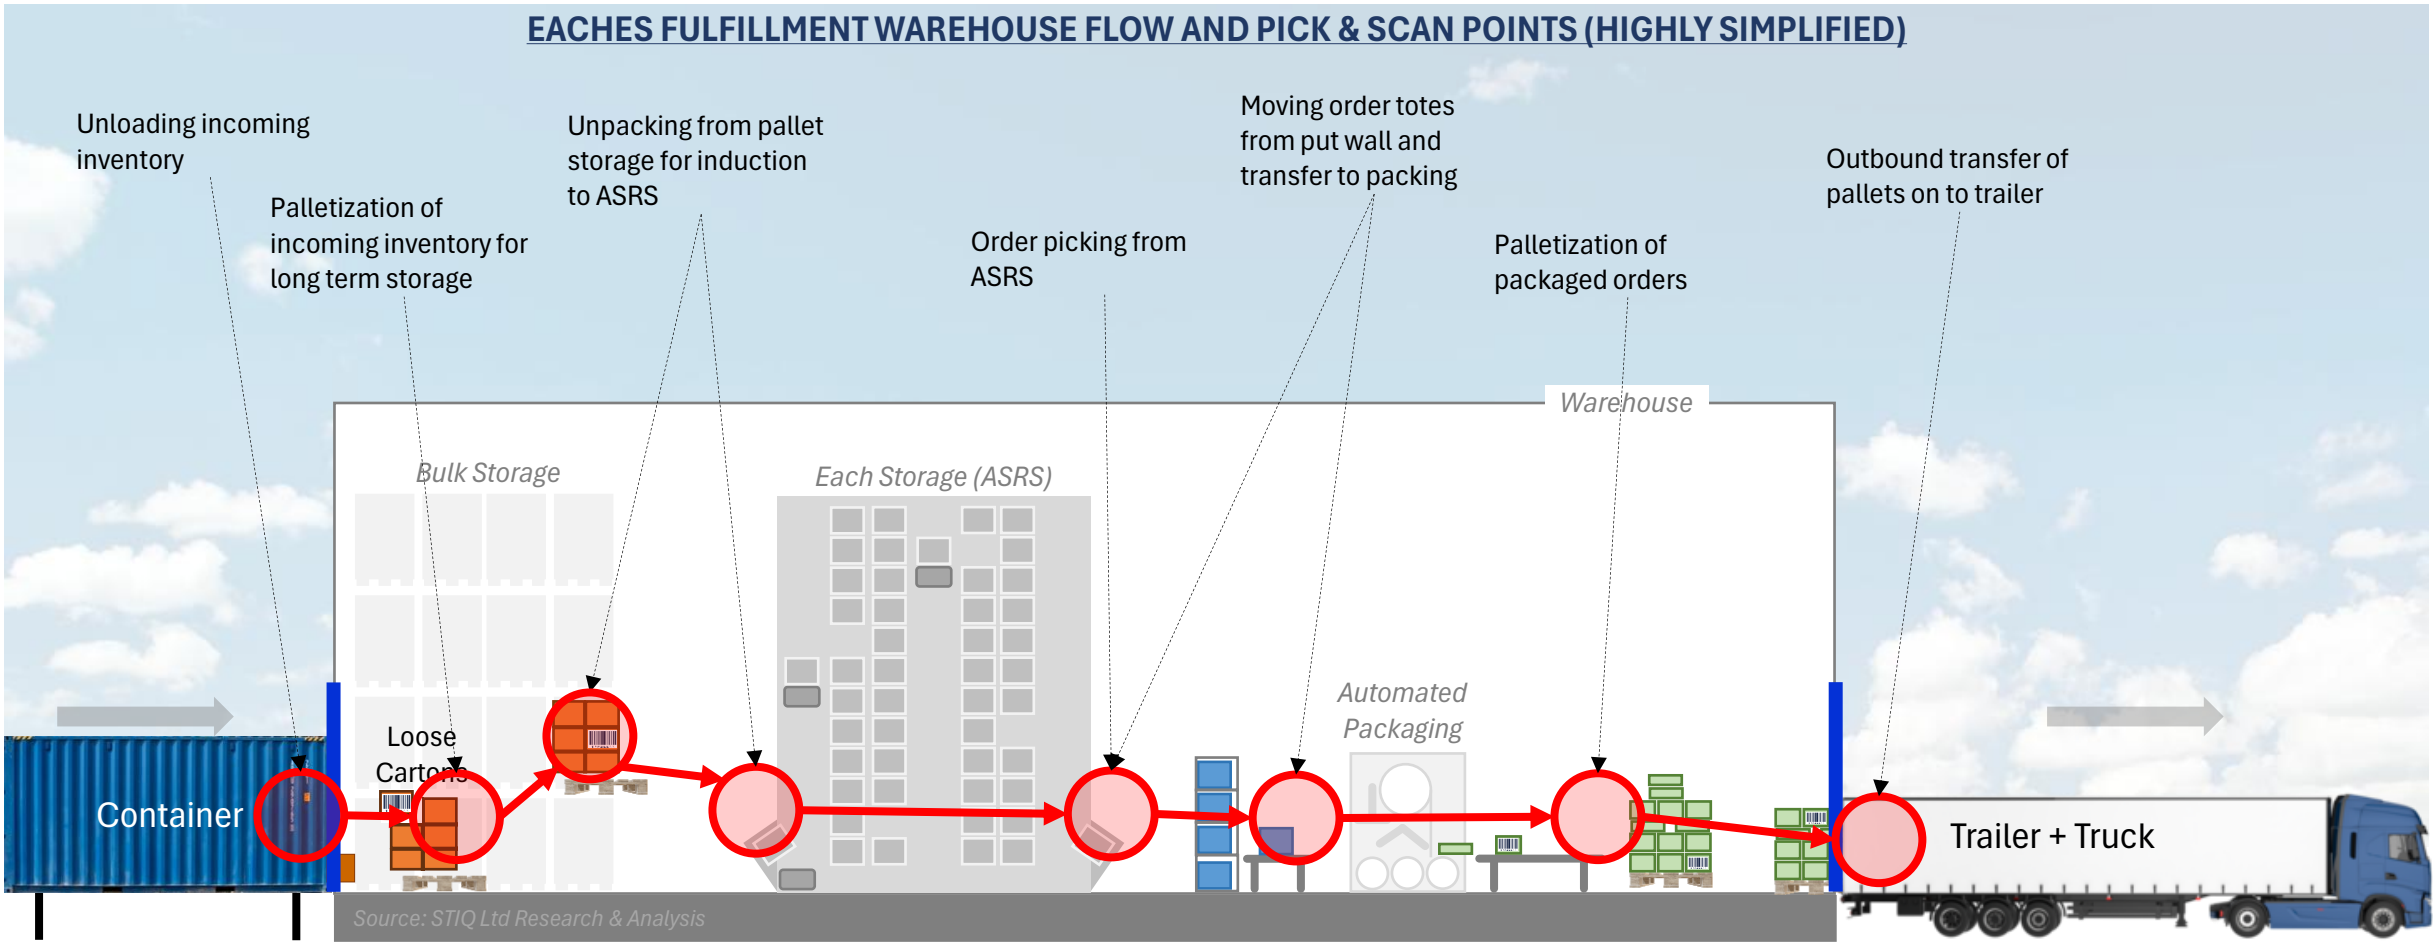 EACHES FULFILLMENT WAREHOUSE FLOW AND PICK & SCAN POINTS (HIGHLY SIMPLIFIED)
Unloading incoming
inventory
Palletization of
incoming inventory for
long term storage
Unpacking from pallet
storage for induction
to ASRS
Order picking from
ASRS
Moving order totes
from put wall and
transfer to packing
Palletization of
packaged orders
Outbound transfer of
pallets on to trailer
Warehouse
Bulk Storage
Each Storage (ASRS)
Automated
Packaging
Loose
Cartons
Container
Trailer + Truck
Source: STIQ Ltd Research & Analysis